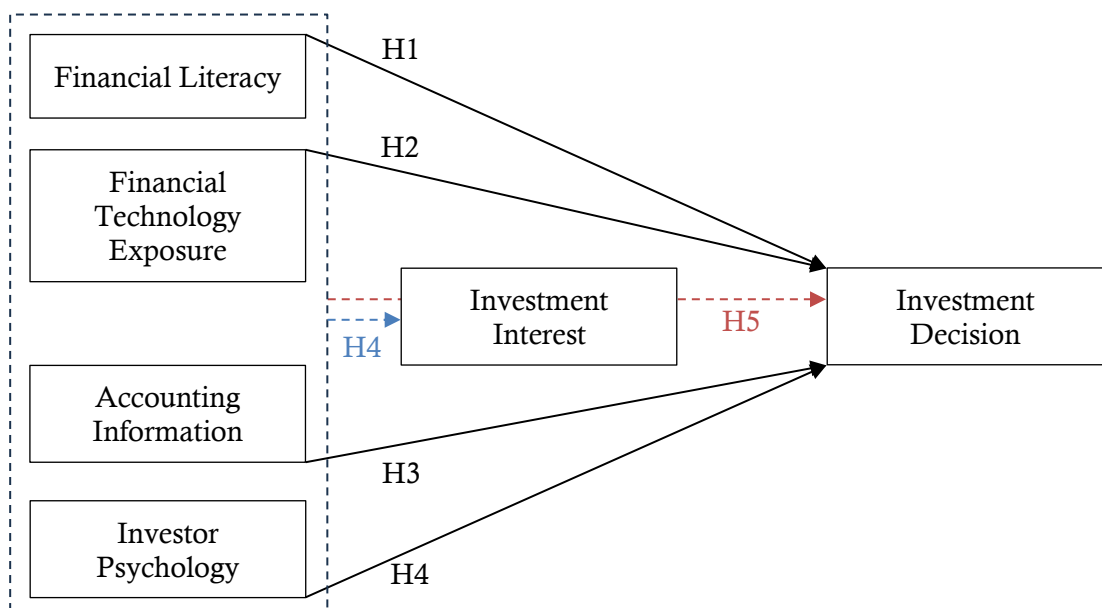 H1
Financial Literacy
H2
Financial
Technology
Exposure
Investment
Interest
H5
Investment
Decision
H4
Accounting
Information
H3
Investor
Psychology
H4